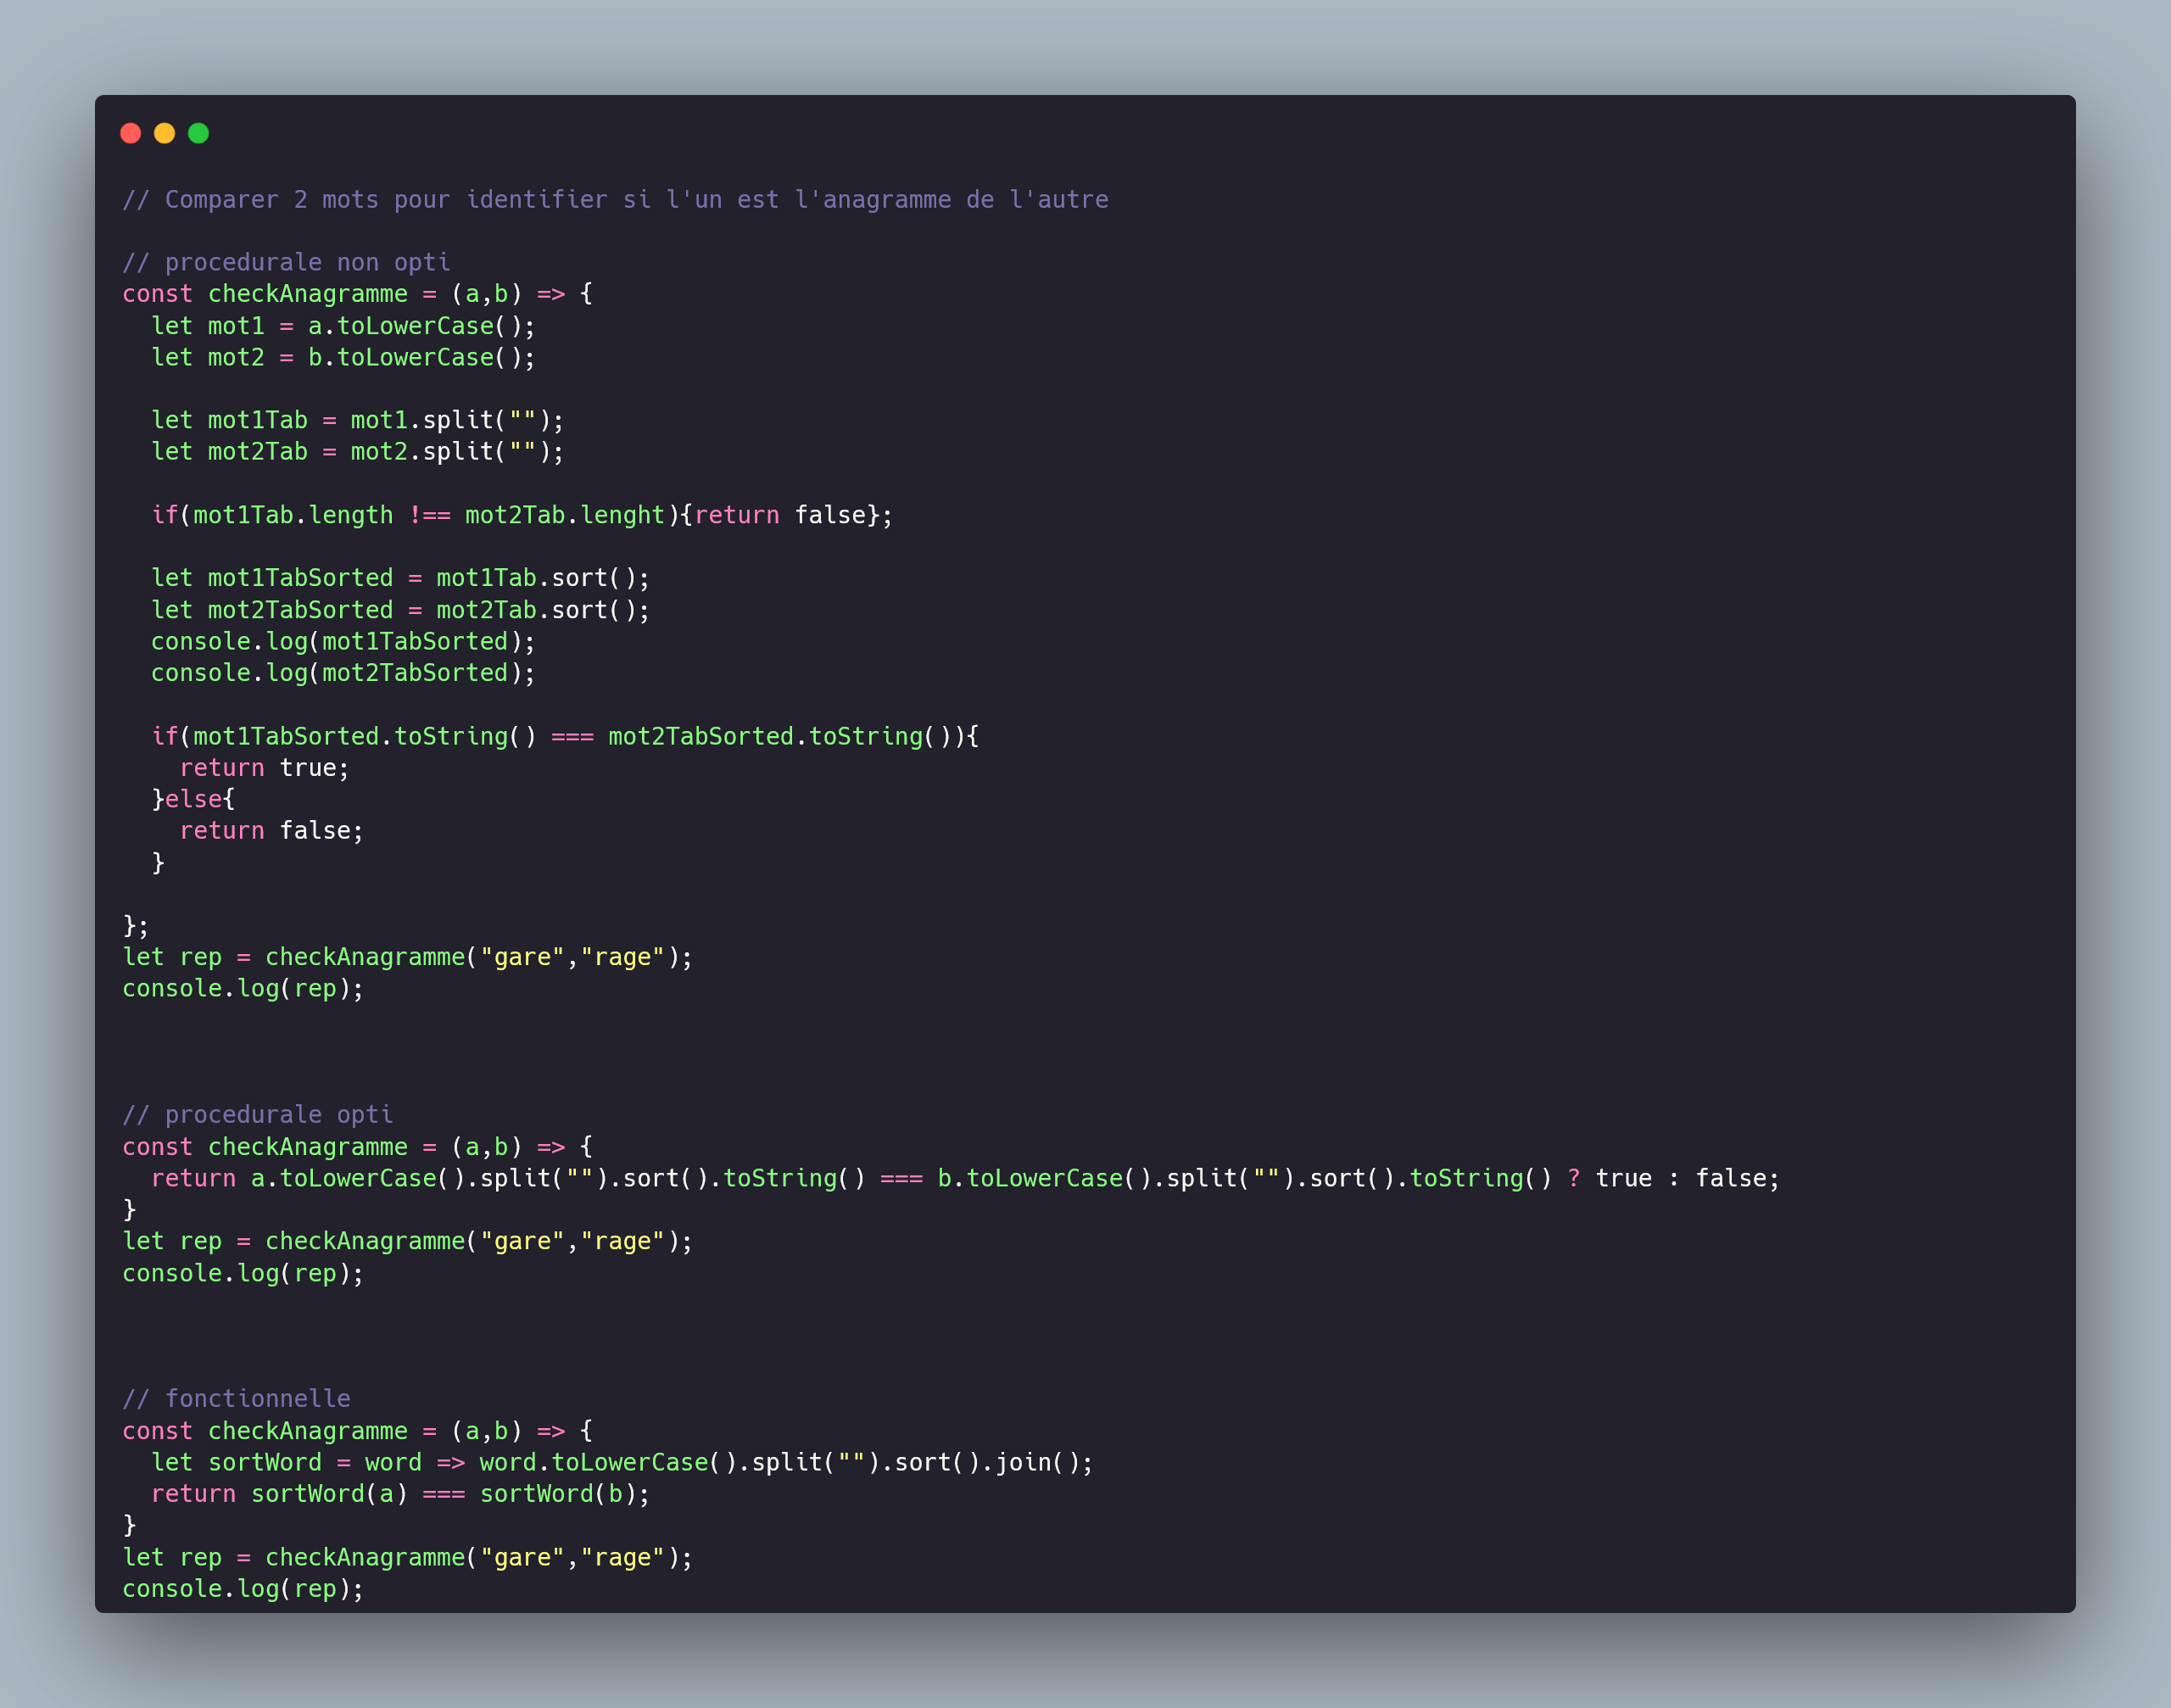 // Comparer 2 mots pour identifier si l'un est l'anagramme de l'autre

// procedurale non opti
const checkAnagramme = (a,b) => {
  let mot1 = a.toLowerCase();
  let mot2 = b.toLowerCase();

  let mot1Tab = mot1.split("");
  let mot2Tab = mot2.split("");

  if(mot1Tab.length !== mot2Tab.lenght){return false};

  let mot1TabSorted = mot1Tab.sort();
  let mot2TabSorted = mot2Tab.sort();
  console.log(mot1TabSorted);
  console.log(mot2TabSorted);

  if(mot1TabSorted.toString() === mot2TabSorted.toString()){
    return true;
  }else{
    return false;
  }

};
let rep = checkAnagramme("gare","rage");
console.log(rep);

// procedurale opti
const checkAnagramme = (a,b) => {
  return a.toLowerCase().split("").sort().toString() === b.toLowerCase().split("").sort().toString() ? true : false;
}
let rep = checkAnagramme("gare","rage");
console.log(rep);

// fonctionnelle
const checkAnagramme = (a,b) => {
  let sortWord = word => word.toLowerCase().split("").sort().join();
  return sortWord(a) === sortWord(b);
}
let rep = checkAnagramme("gare","rage");
console.log(rep);